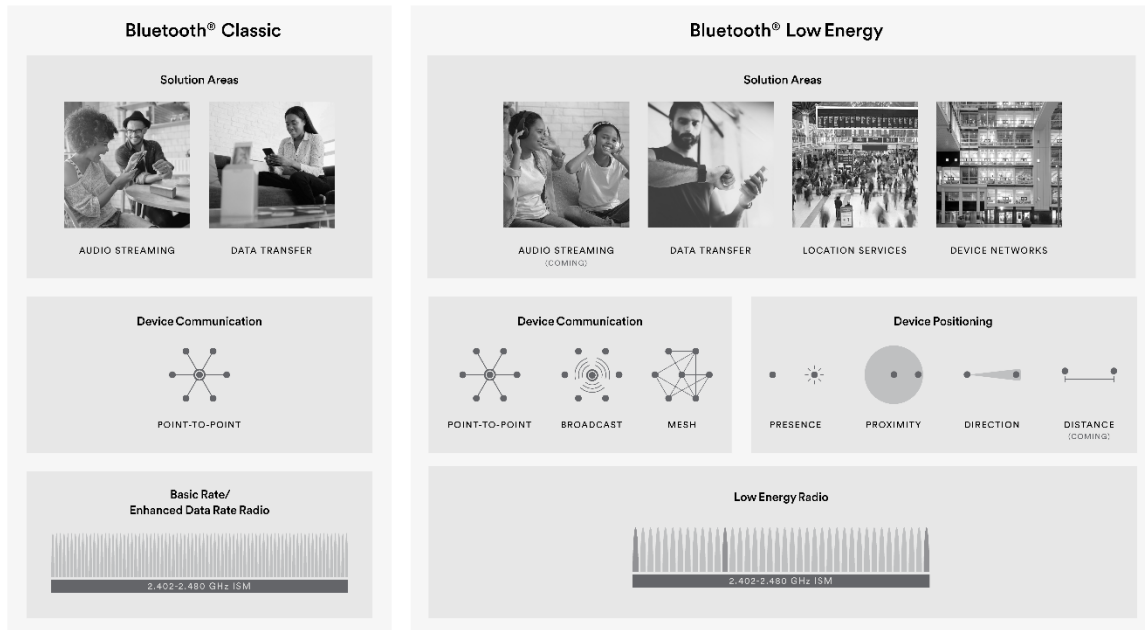 Bluetooth® Classic
Solution Areas
AUDIO STREAMING
DATA TRANSFER
Device Communication
POINT-TO-POINT
Basic Rate/
Enhanced Data Rate Radio
2.402-2.480 GHz ISM
Bluetooth® Low Energy
Solution Areas
AUDIO STREAMING
(COMING)
DATA TRANSFER
LOCATION SERVICES
DEVICE NETWORKS
Device Communication
POINT-TO-POINT
BROADCAST
MESH
Device Positioning
PRESENCE
PROXIMITY
DIRECTION
DISTANCE
(COMING)
Low Energy Radio
2.402-2.480 GHz ISM